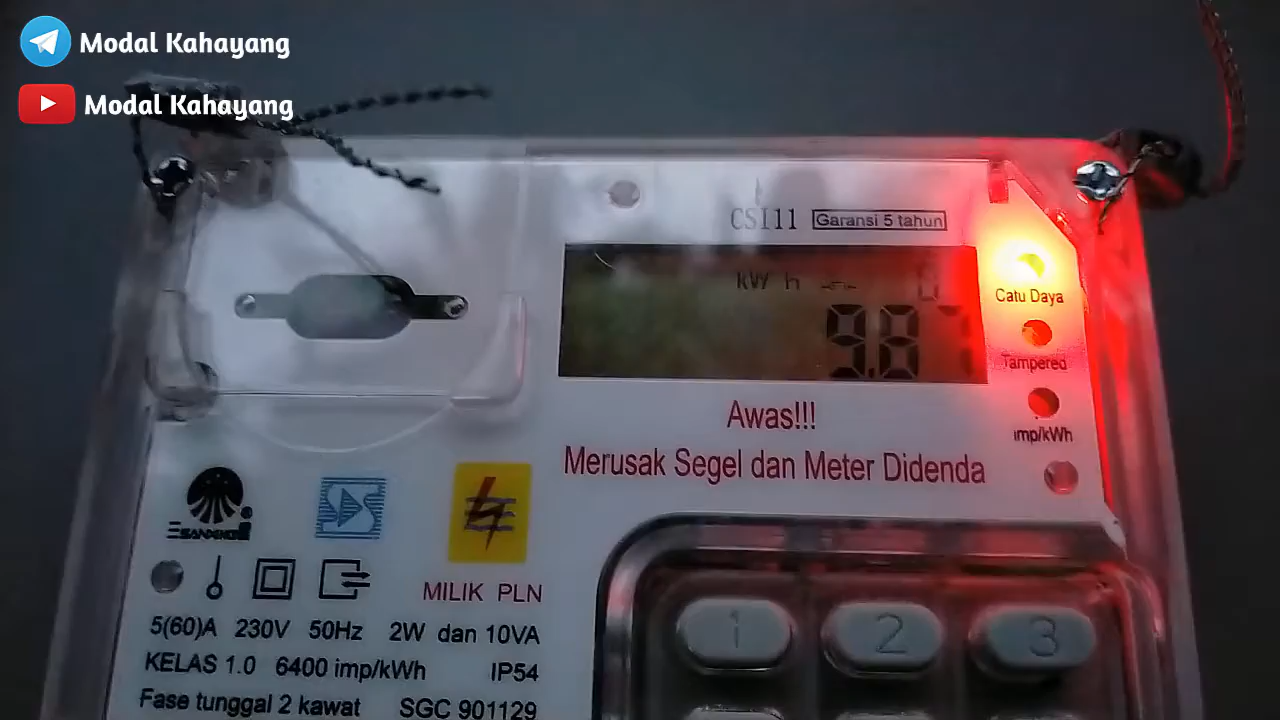 Modal Kahayang
Modal Kahayang
CSI11 Garansi 5 tahun
kW h
9.87
Catu Daya
Tampered
imp/kWh
Awas!!!
Merusak Segel dan Meter Didenda
MILIK PLN
5(60)A 230V 50Hz 2W dan 10VA
KELAS 1.0 6400 imp/kWh IP54
Fase tunggal 2 kawat SGC 901129
1 2 3